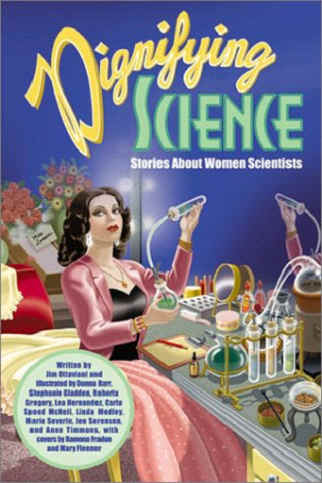 Dignifying
SCIENCE
Stories About Women Scientists
Written by
Jim Ottaviani and
illustrated by Donna Barr,
Stephanie Gladden, Roberta
Gregory, Lea Hernandez, Carla
Speed McNeil, Linda Medley,
Marie Severin, Jen Sorensen,
and Anne Timmons, with
covers by Ramona Fradon
and Mary Fleener